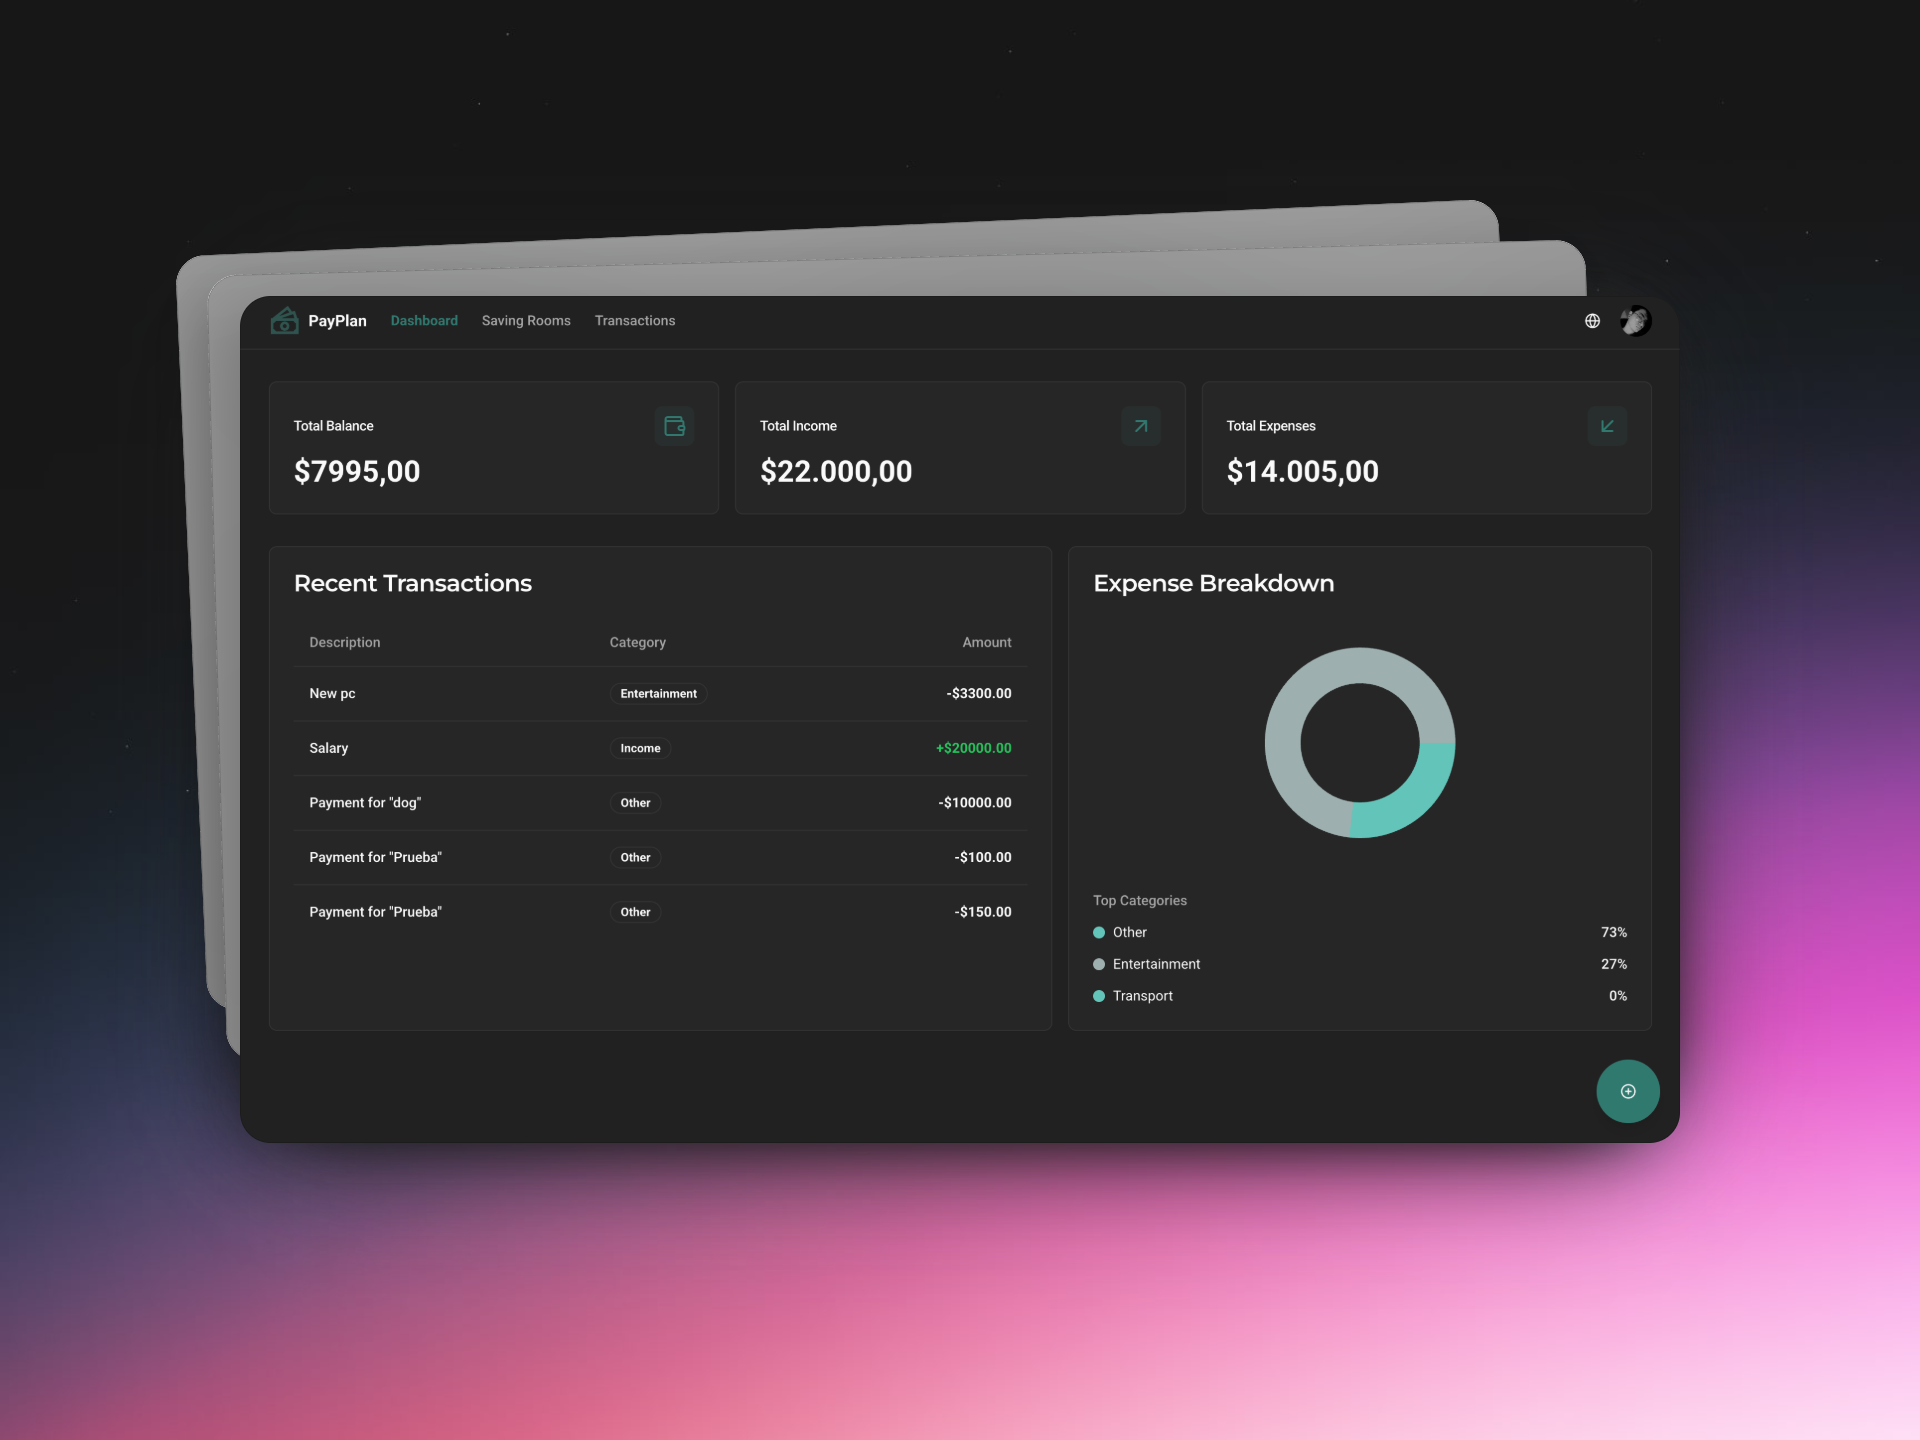 PayPlan Dashboard Saving Rooms Transactions
Total Balance
$7995,00
Total Income
$22.000,00
Total Expenses
$14.005,00
Recent Transactions
Description Category Amount
New pc Entertainment -$3300.00
Salary Income +$20000.00
Payment for "dog" Other -$10000.00
Payment for "Prueba" Other -$100.00
Payment for "Prueba" Other -$150.00
Expense Breakdown
Top Categories
Other 73%
Entertainment 27%
Transport 0%